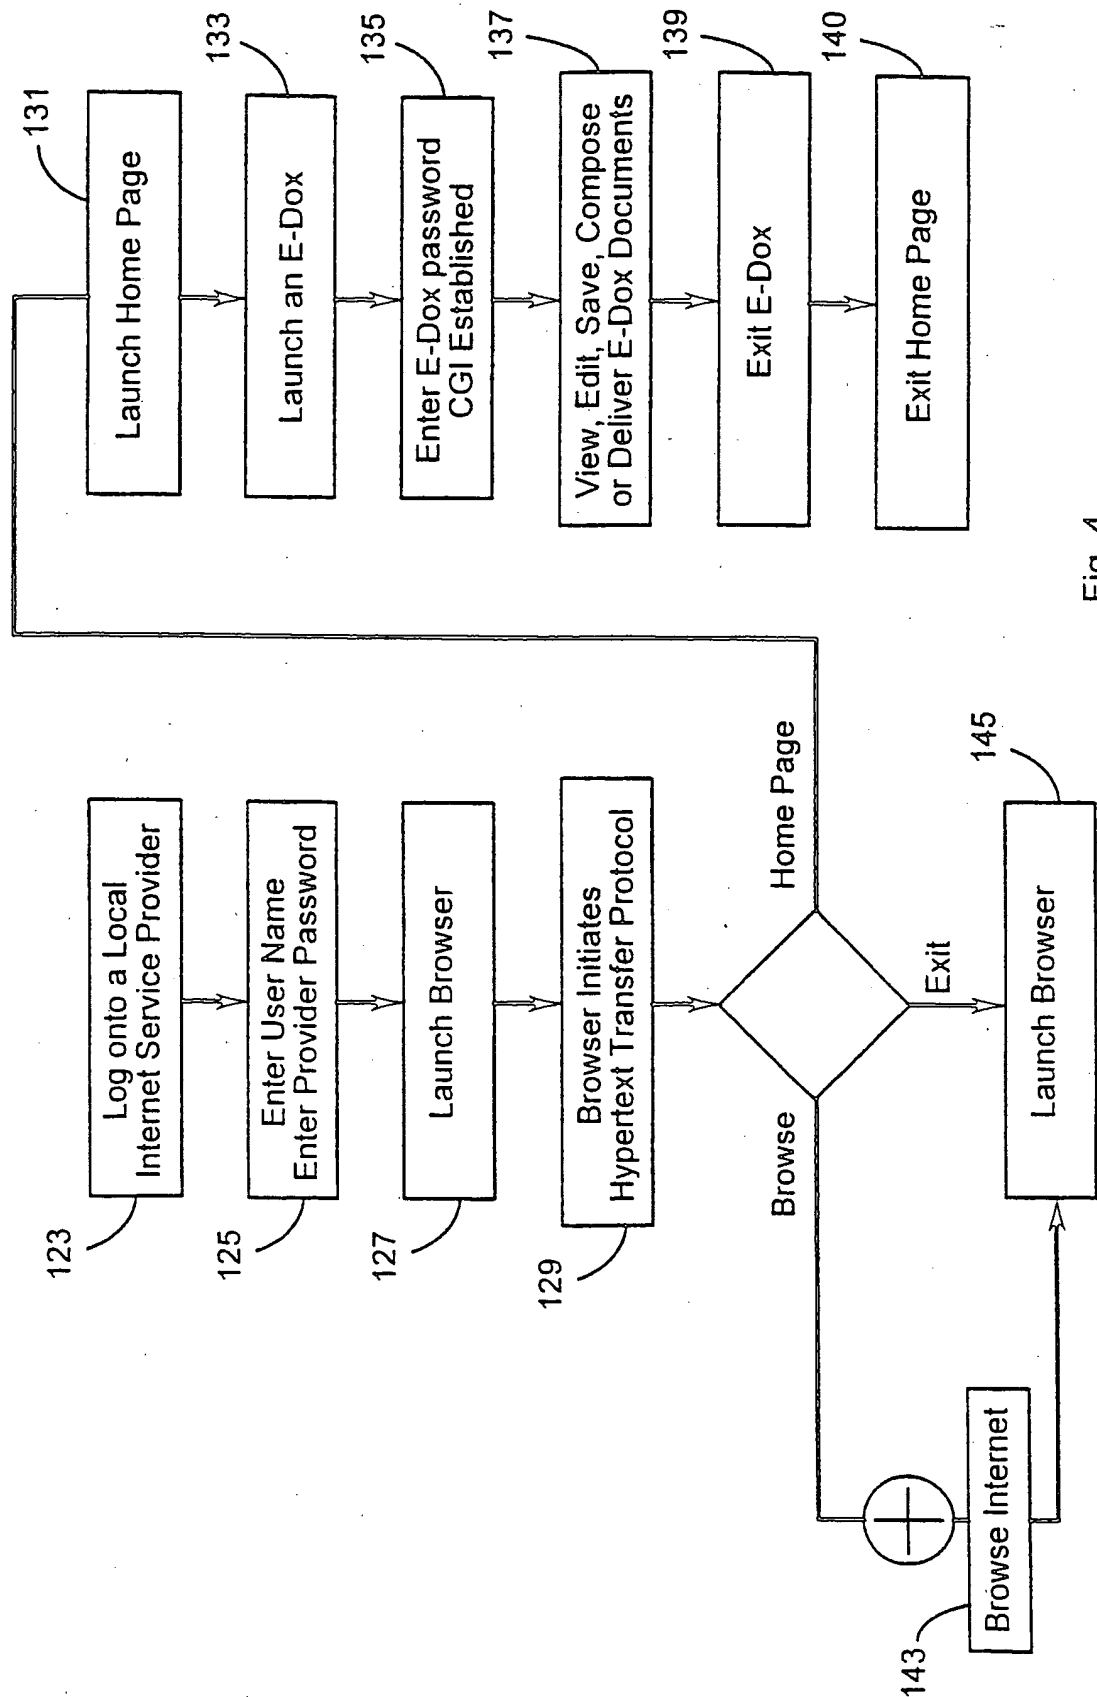 123
Log onto a Local
Internet Service Provider
125
Enter User Name
Enter Provider Password
127
Launch Browser
129
Browser Initiates
Hypertext Transfer Protocol
Browse
Home Page
Exit
143
Browse Internet
145
Launch Browser
131
Launch Home Page
133
Launch an E-Dox
135
Enter E-Dox password
CGI Established
137
View, Edit, Save, Compose
or Deliver E-Dox Documents
139
Exit E-Dox
140
Exit Home Page
Fig. 4